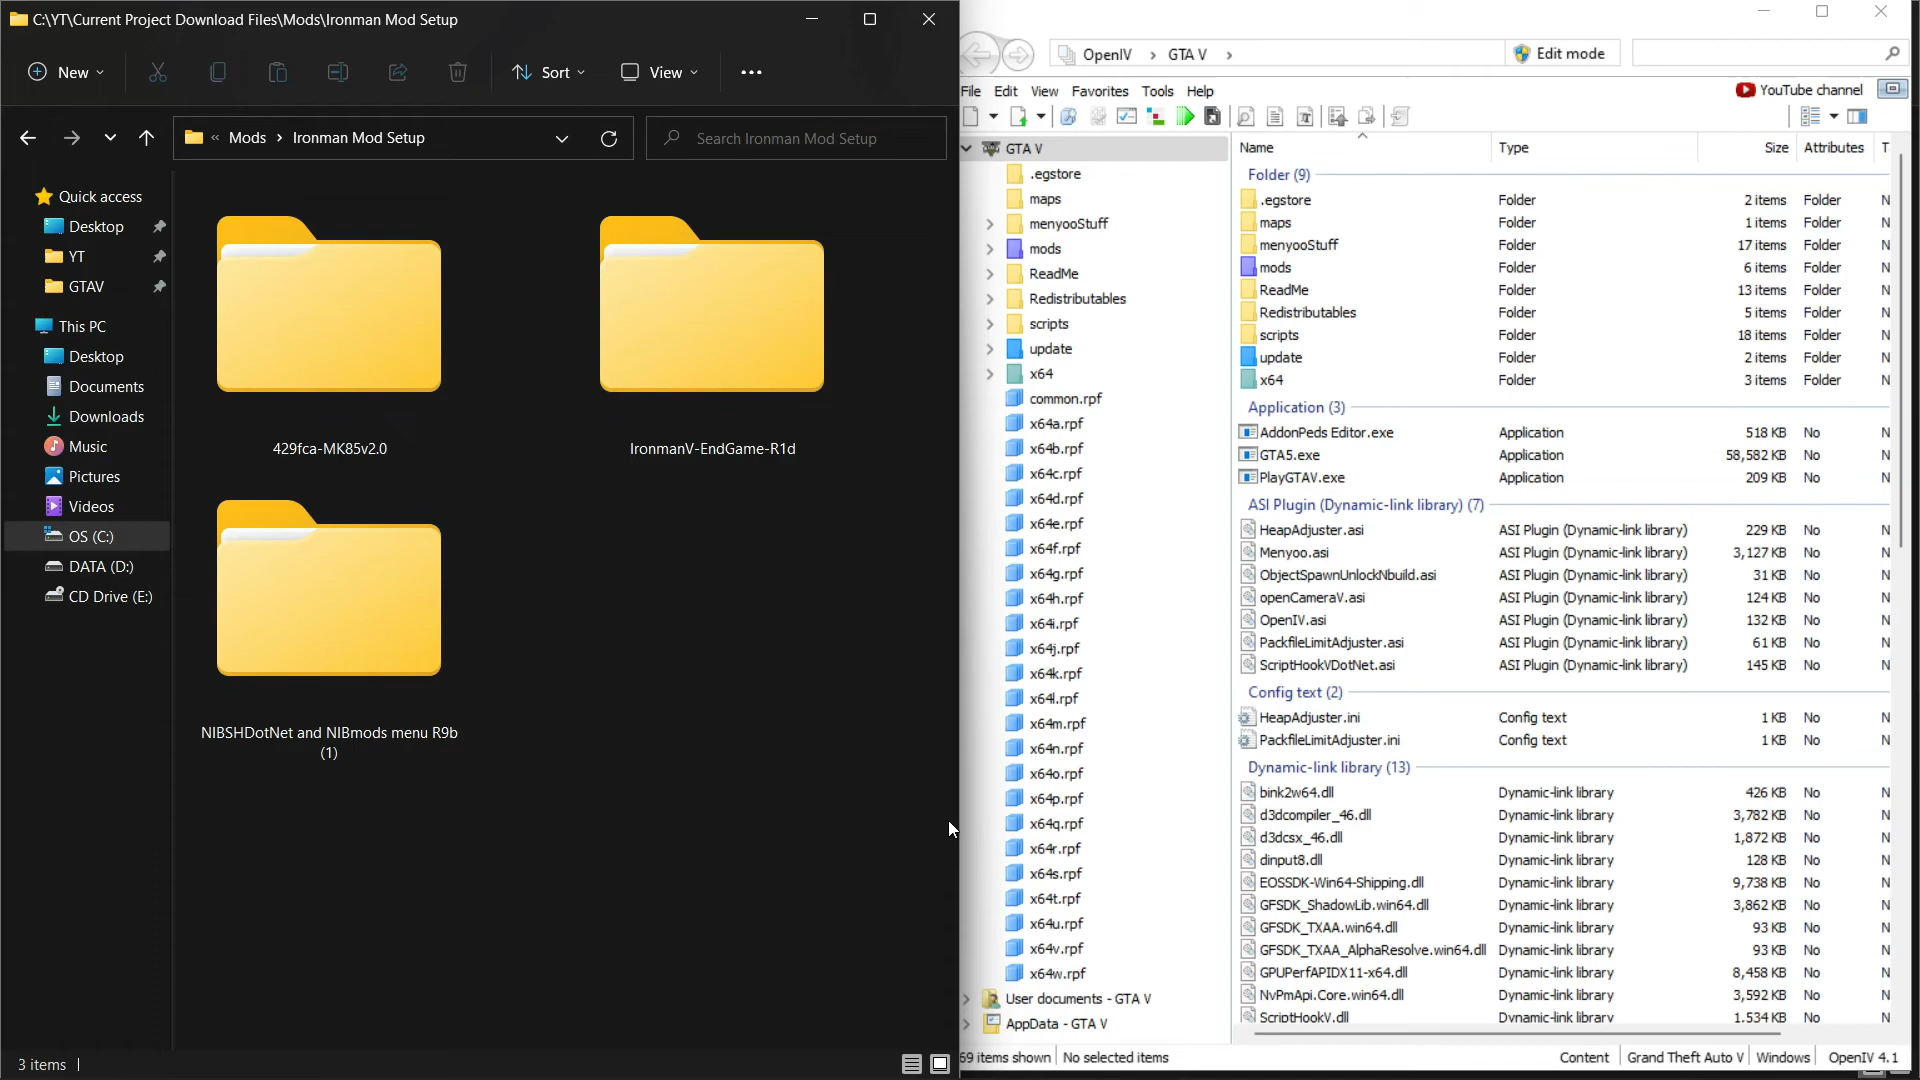 C:\YT\Current Project Download Files\Mods\Ironman Mod Setup
New
Sort
View
«
Mods
Ironman Mod Setup
Search Ironman Mod Setup
Quick access
Desktop
YT
GTAV
This PC
Desktop
Documents
Downloads
Music
Pictures
Videos
OS (C:)
DATA (D:)
CD Drive (E:)
429fca-MK85v2.0
IronmanV-EndGame-R1d
NIBSHDotNet and NIBmods menu R9b
(1)
3 items
OpenIV
GTA V
Edit mode
File Edit View Favorites Tools Help
YouTube channel
GTA V
.egstore
maps
menyooStuff
mods
ReadMe
Redistributables
scripts
update
x64
common.rpf
x64a.rpf
x64b.rpf
x64c.rpf
x64d.rpf
x64e.rpf
x64f.rpf
x64g.rpf
x64h.rpf
x64i.rpf
x64j.rpf
x64k.rpf
x64l.rpf
x64m.rpf
x64n.rpf
x64o.rpf
x64p.rpf
x64q.rpf
x64r.rpf
x64s.rpf
x64t.rpf
x64u.rpf
x64v.rpf
x64w.rpf
User documents - GTA V
AppData - GTA V
Name Type Size Attributes T
Folder (9)
.egstore Folder 2 items Folder N
maps Folder 1 items Folder N
menyooStuff Folder 17 items Folder N
mods Folder 6 items Folder N
ReadMe Folder 13 items Folder N
Redistributables Folder 5 items Folder N
scripts Folder 18 items Folder N
update Folder 2 items Folder N
x64 Folder 3 items Folder N
Application (3)
AddonPeds Editor.exe Application 518 KB No N
GTA5.exe Application 58,582 KB No N
PlayGTAV.exe Application 209 KB No N
ASI Plugin (Dynamic-link library) (7)
HeapAdjuster.asi ASI Plugin (Dynamic-link library) 229 KB No N
Menyoo.asi ASI Plugin (Dynamic-link library) 3,127 KB No N
ObjectSpawnUnlockNbuild.asi ASI Plugin (Dynamic-link library) 31 KB No N
openCameraV.asi ASI Plugin (Dynamic-link library) 124 KB No N
OpenIV.asi ASI Plugin (Dynamic-link library) 132 KB No N
PackfileLimitAdjuster.asi ASI Plugin (Dynamic-link library) 61 KB No N
ScriptHookVDotNet.asi ASI Plugin (Dynamic-link library) 145 KB No N
Config text (2)
HeapAdjuster.ini Config text 1 KB No N
PackfileLimitAdjuster.ini Config text 1 KB No N
Dynamic-link library (13)
bink2w64.dll Dynamic-link library 426 KB No N
d3dcompiler_46.dll Dynamic-link library 3,782 KB No N
d3dcsx_46.dll Dynamic-link library 1,872 KB No N
dinput8.dll Dynamic-link library 128 KB No N
EOSSDK-Win64-Shipping.dll Dynamic-link library 9,738 KB No N
GFSDK_ShadowLib.win64.dll Dynamic-link library 3,862 KB No N
GFSDK_TXAA.win64.dll Dynamic-link library 93 KB No N
GFSDK_TXAA_AlphaResolve.win64.dll Dynamic-link library 93 KB No N
GPUPerfAPIDX11-x64.dll Dynamic-link library 8,458 KB No N
NvPmApi.Core.win64.dll Dynamic-link library 3,592 KB No N
ScriptHookV.dll Dynamic-link library 1,534 KB No N
69 items shown No selected items Content Grand Theft Auto V Windows OpenIV 4.1